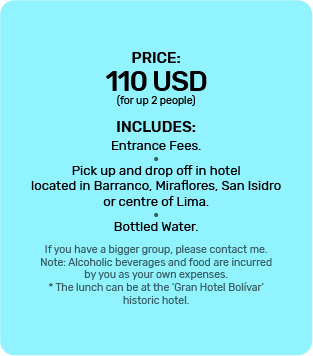 PRICE:
110 USD
(for up 2 people)
INCLUDES:
Entrance Fees.
•
Pick up and drop off in hotel
located in Barranco, Miraflores, San Isidro
or centre of Lima.
•
Bottled Water.
If you have a bigger group, please contact me.
Note: Alcoholic beverages and food are incurred
by you as your own expenses.
* The lunch can be at the 'Gran Hotel Bolívar'
historic hotel.